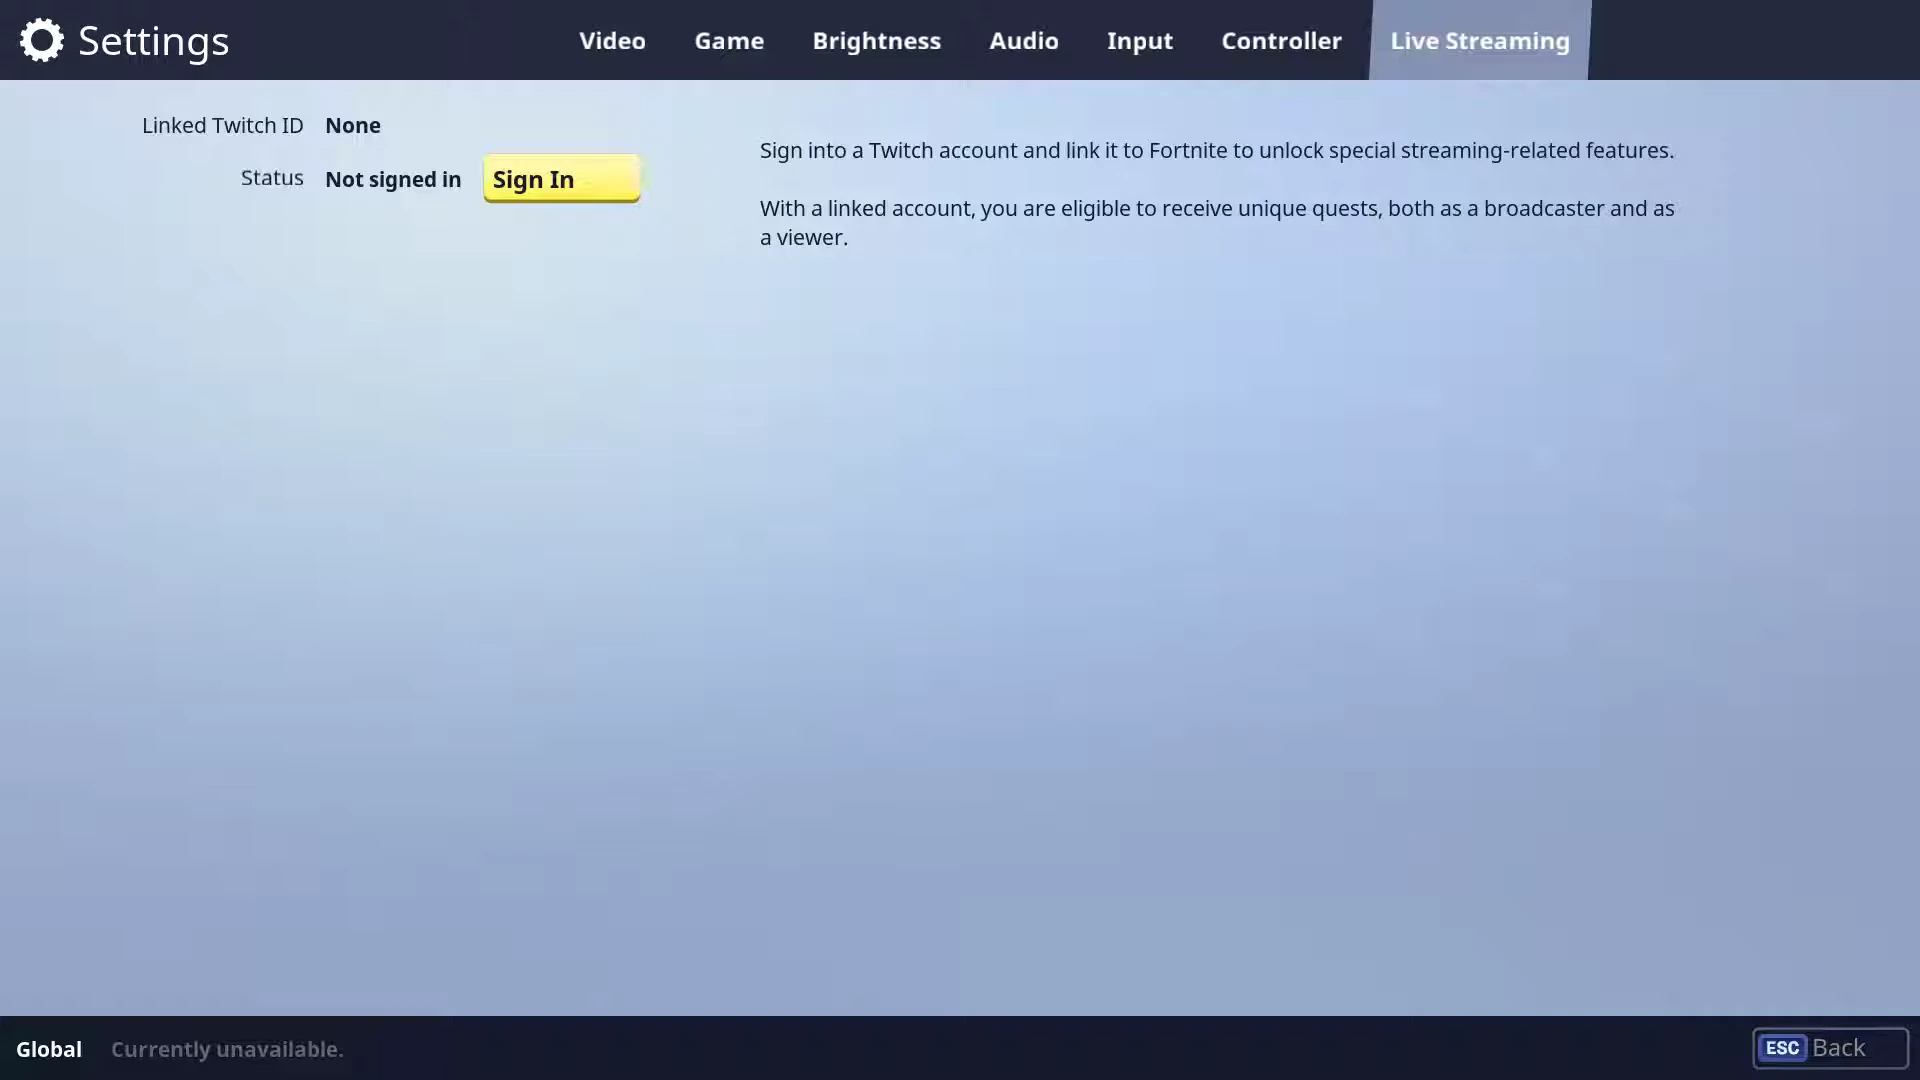 Settings
Video
Game
Brightness
Audio
Input
Controller
Live Streaming
Linked Twitch ID None
Status Not signed in Sign In
Sign into a Twitch account and link it to Fortnite to unlock special streaming-related features.
With a linked account, you are eligible to receive unique quests, both as a broadcaster and as
a viewer.
Global Currently unavailable.
ESC Back